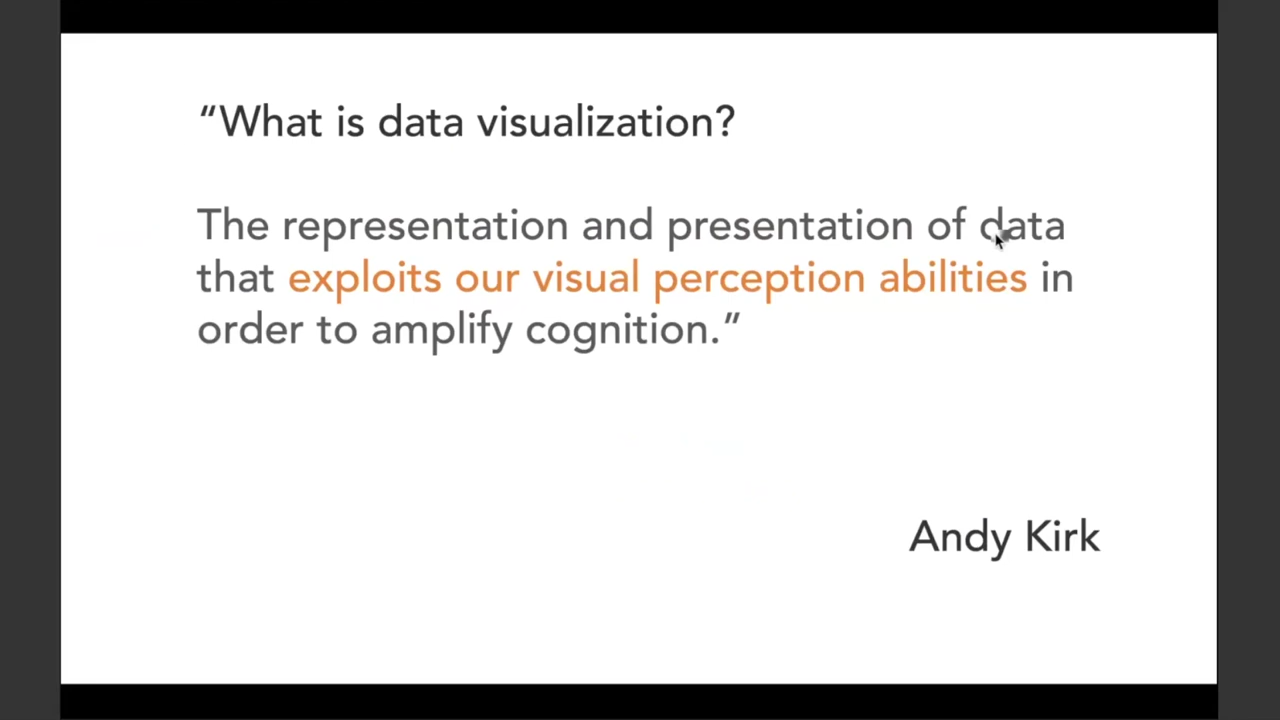 “What is data visualization?
The representation and presentation of data
that exploits our visual perception abilities in
order to amplify cognition.”
Andy Kirk